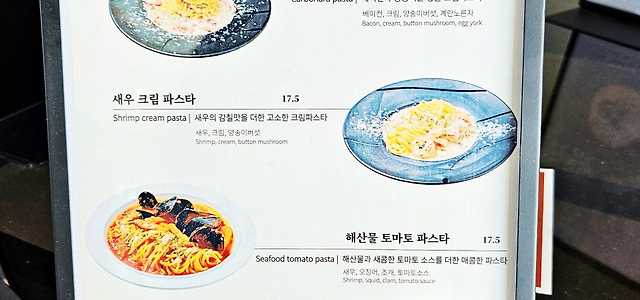 Carbonara pasta |
베이컨, 크림, 양송이버섯, 계란노른자
Bacon, cream, button mushroom, egg york
새우 크림 파스타 17.5
Shrimp cream pasta | 새우의 감칠맛을 더한 고소한 크림파스타
새우, 크림, 양송이버섯
Shrimp, cream, button mushroom
해산물 토마토 파스타 17.5
Seafood tomato pasta | 해산물과 새콤한 토마토 소스를 더한 매콤한 파스타
새우, 오징어, 조개, 토마토소스
Shrimp, squid, clam, tomato sauce